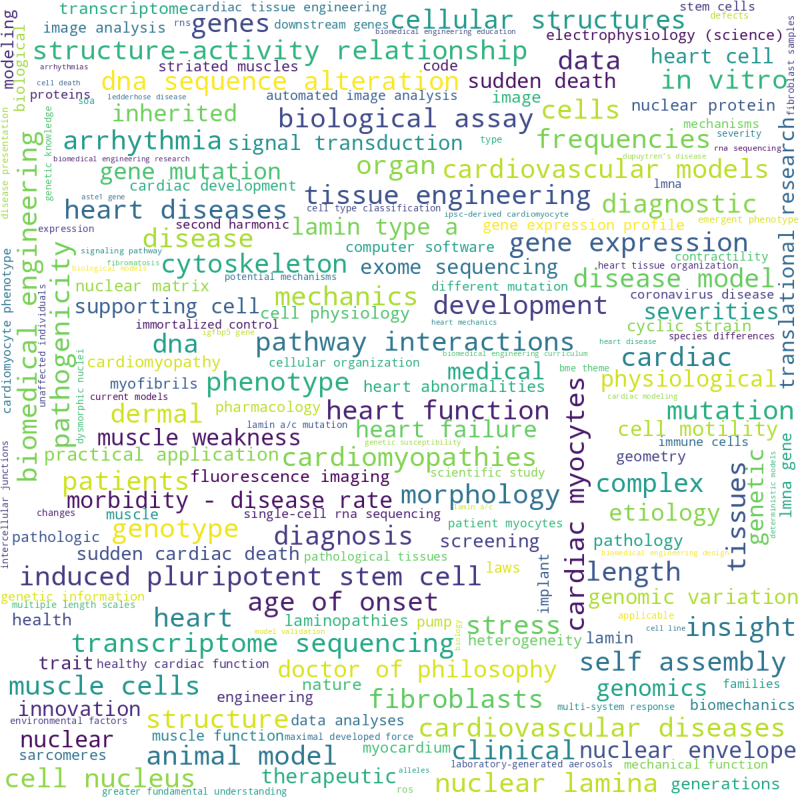 transcriptome
cardiac tissue engineering
stem cells
defects
rns
genes
downstream genes
cellular structures
image analysis
biomedical engineering education
electrophysiology (science)
modeling
biological
structure-activity relationship
data
heart cell
arrhythmias
striated muscles
code
cell death
dna sequence alteration
sudden death
in vitro
fibroblast samples
proteins
soa
ledderhose disease
automated image analysis
image
cells
nuclear protein
inherited
biological assay
mechanisms
disease presentation
genetic knowledge
arrhythmia
signal transduction
type
frequencies
severity
rna sequencing
biomedical engineering research
dupuytren's disease
gene mutation
organ
cardiovascular models
cardiac development
tissue engineering
lmna
diagnostic
aste1 gene
heart diseases
cell type classification
ipsc-derived cardiomyocyte
translational research
second harmonic
lamin type a
gene expression profile
emergent phenotype
expression
disease
computer software
gene expression
contractility
signaling pathway
fibromatosis
biological models
cytoskeleton
exome sequencing
heart tissue organization
potential mechanisms
disease model
nuclear matrix
mechanics
different mutation
coronavirus disease
supporting cell
cell physiology
development
severities
biomedical engineering
pathogenicity
cardiomyocyte phenotype
unaffected individuals
immortalized control
igfbp5 gene
heart mechanics
cyclic strain
dna
pathway interactions
species differences
heart disease
cardiac
dysmorphic nuclei
cardiomyopathy
cellular organization
biomedical engineering curriculum
medical
bme theme
physiological
myofibrils
phenotype
heart abnormalities
current models
cardiac modeling
dermal
pharmacology
heart function
mutation
lamin a/c mutation
heart failure
cell motility
muscle weakness
genetic susceptibility
immune cells
practical application
cardiomyopathies
geometry
intercellular junctions
patients
fluorescence imaging
scientific study
cardiac myocytes
complex
tissues
genetic
deterministic models
lmna gene
morbidity - disease rate
morphology
changes
muscle
single-cell rna sequencing
lamin a/c
etiology
genotype
patient myocytes
pathologic
diagnosis
screening
pathology
sudden cardiac death
pathological tissues
biomedical engineering design
induced pluripotent stem cell
laws
implant
length
genetic information
age of onset
genomic variation
multiple length scales
health
heart
laminopathies
pump
stress
applicable
insight
model validation
biology
cell line
transcriptome sequencing
heterogeneity
lamin
trait
healthy cardiac function
doctor of philosophy
self assembly
muscle cells
nature
genomics
families
engineering
fibroblasts
biomechanics
innovation
multi-system response
environmental factors
structure
data analyses
cardiovascular diseases
nuclear
muscle function
maximal developed force
sarcomeres
animal model
myocardium
clinical
nuclear envelope
laboratory-generated aerosols
mechanical function
cell nucleus
therapeutic
alleles
nuclear lamina
generations
greater fundamental understanding
ros